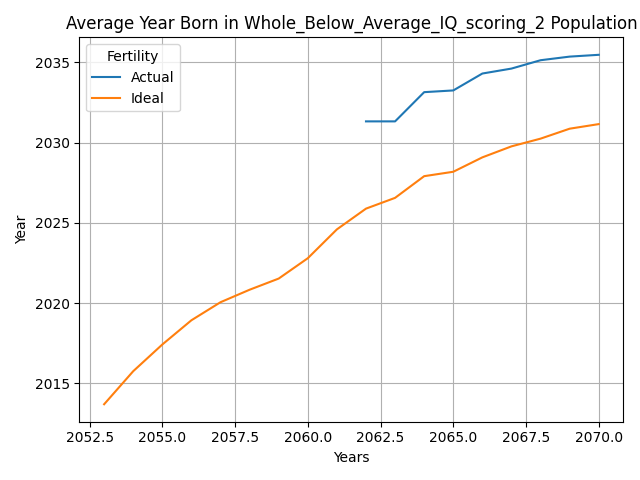 Average Year Born in Whole_Below_Average_IQ_scoring_2 Population
Fertility
Actual
Ideal
Year
2035
2030
2025
2020
2015
2052.5 2055.0 2057.5 2060.0 2062.5 2065.0 2067.5 2070.0
Years